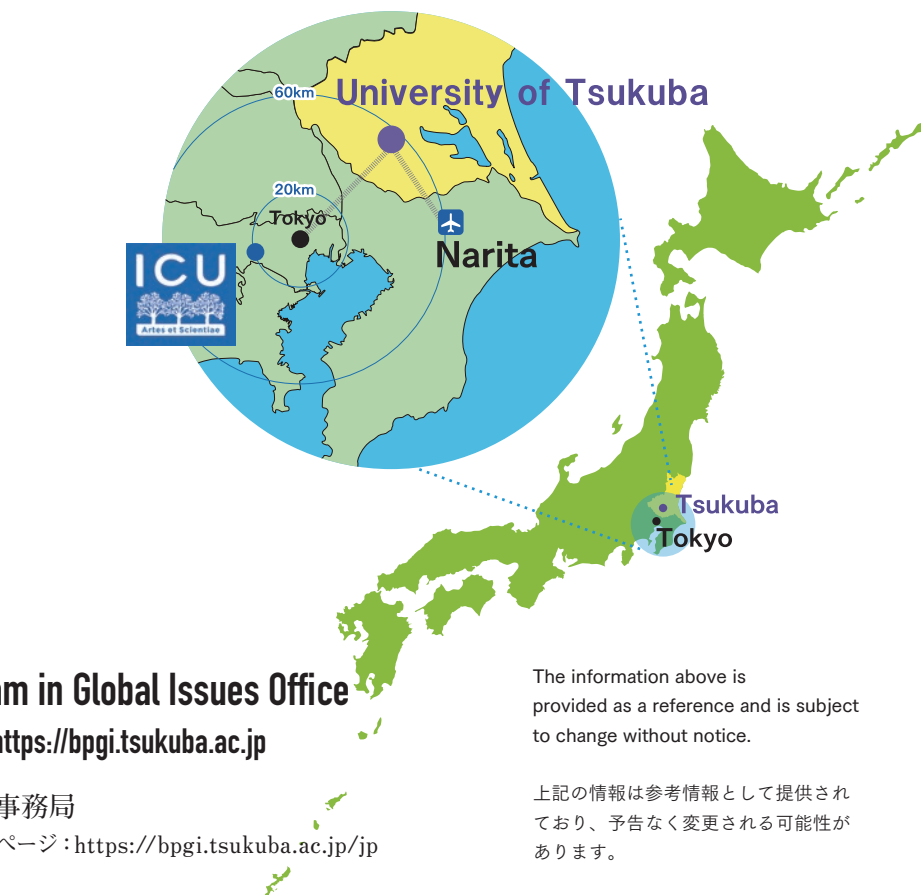 60km
University of Tsukuba
20km
Tokyo
Narita
ICU
Artes et Scientiae
Tsukuba
Tokyo
am in Global Issues Office
https://bpgi.tsukuba.ac.jp
事務局
ページ：https://bpgi.tsukuba.ac.jp/jp
The information above is
provided as a reference and is subject
to change without notice.
上記の情報は参考情報として提供され
ており、予告なく変更される可能性が
あります。